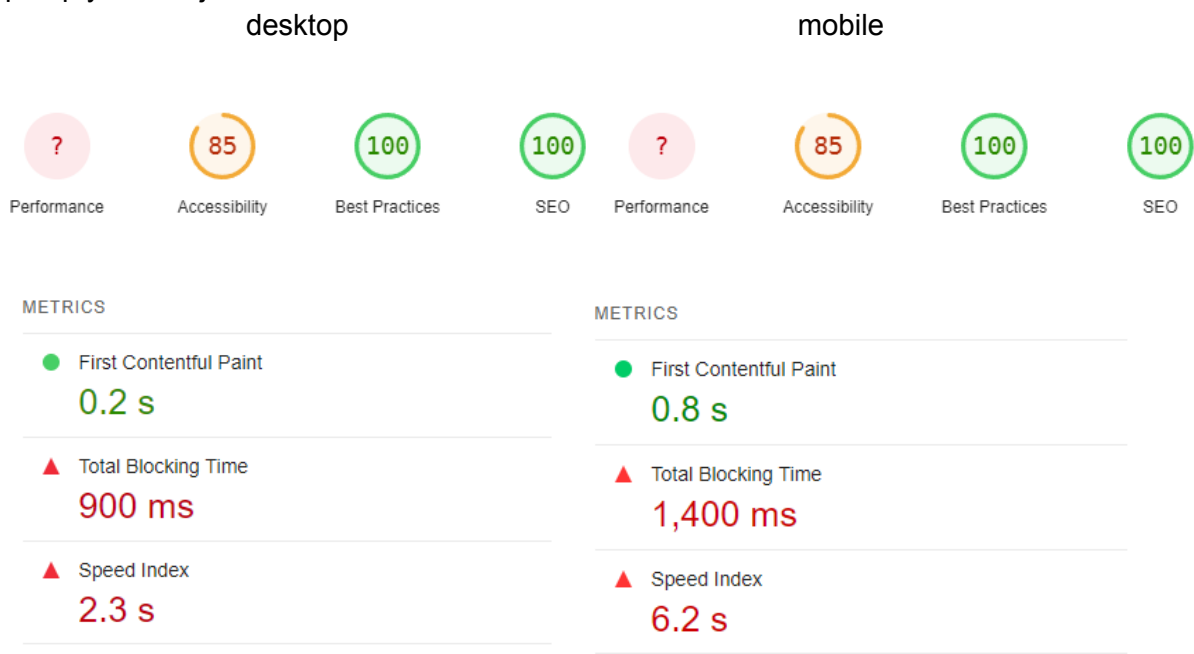 desktop
mobile
? 85 100 100
Performance Accessibility Best Practices SEO
? 85 100 100
Performance Accessibility Best Practices SEO
METRICS
First Contentful Paint
0.2 s
Total Blocking Time
900 ms
Speed Index
2.3 s
METRICS
First Contentful Paint
0.8 s
Total Blocking Time
1,400 ms
Speed Index
6.2 s